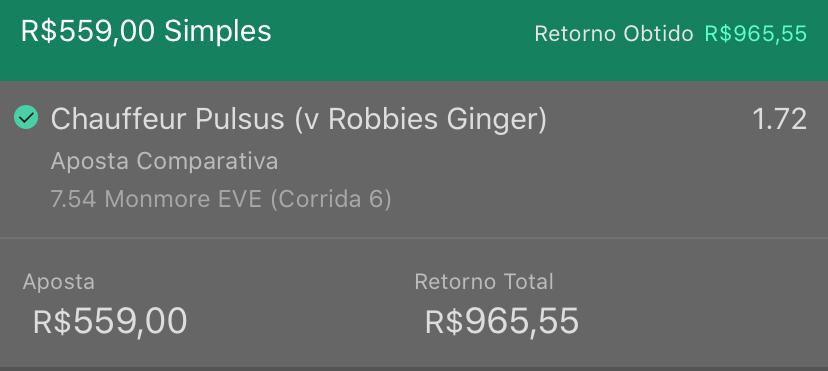 R$559,00 Simples Retorno Obtido R$965,55
Chauffeur Pulsus (v Robbies Ginger) 1.72
Aposta Comparativa
7.54 Monmore EVE (Corrida 6)
Aposta Retorno Total
R$559,00 R$965,55